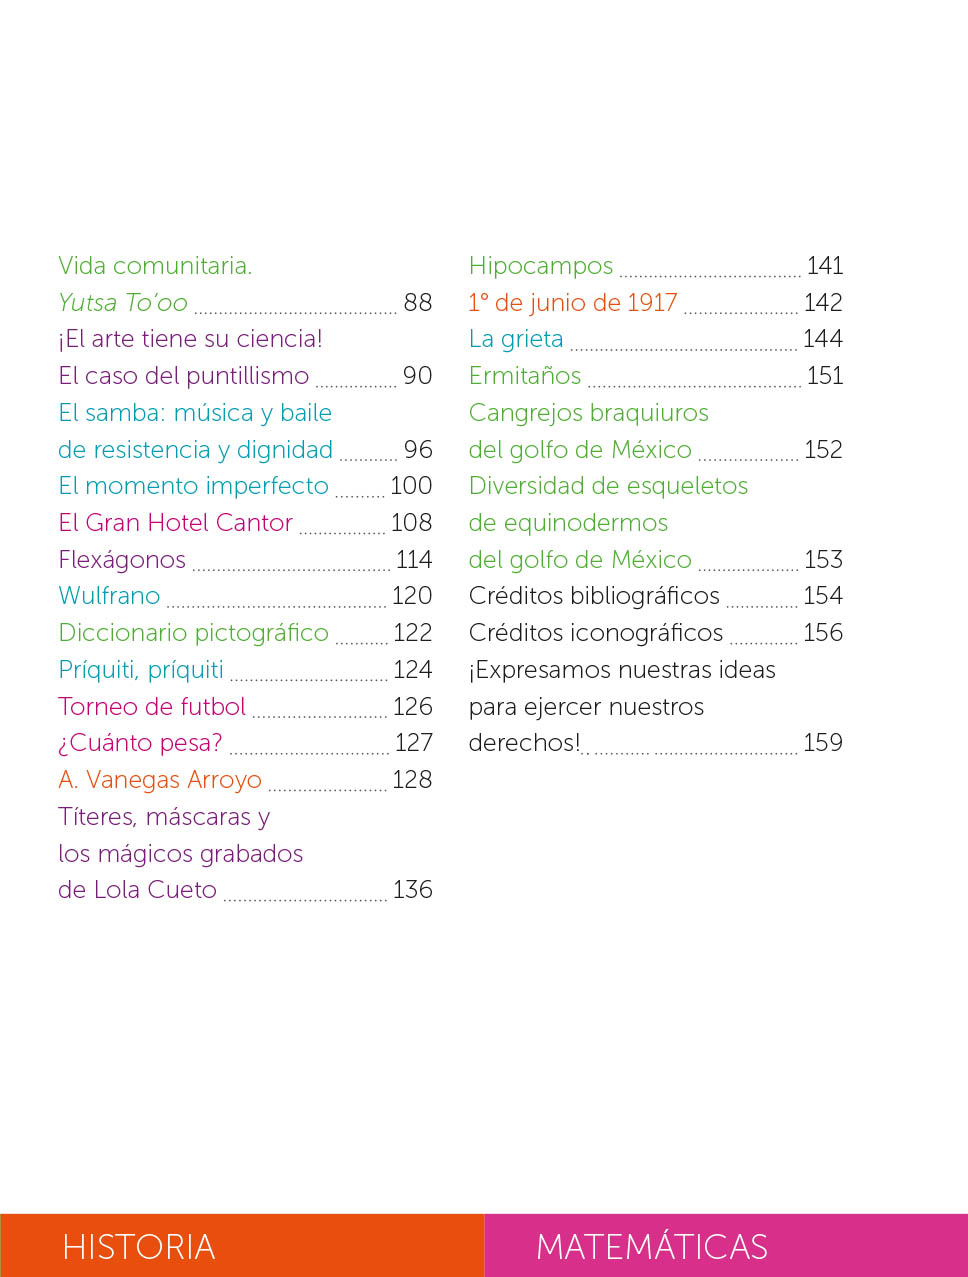 Vida comunitaria.
Yutsa To’oo 88
¡El arte tiene su ciencia!
El caso del puntillismo 90
El samba: música y baile
de resistencia y dignidad 96
El momento imperfecto 100
El Gran Hotel Cantor 108
Flexágonos 114
Wulfrano 120
Diccionario pictográfico 122
Príquiti, príquiti 124
Torneo de futbol 126
¿Cuánto pesa? 127
A. Vanegas Arroyo 128
Títeres, máscaras y
los mágicos grabados
de Lola Cueto 136
Hipocampos 141
1° de junio de 1917 142
La grieta 144
Ermitaños 151
Cangrejos braquiuros
del golfo de México 152
Diversidad de esqueletos
de equinodermos
del golfo de México 153
Créditos bibliográficos 154
Créditos iconográficos 156
¡Expresamos nuestras ideas
para ejercer nuestros
derechos! 159
HISTORIA
MATEMÁTICAS